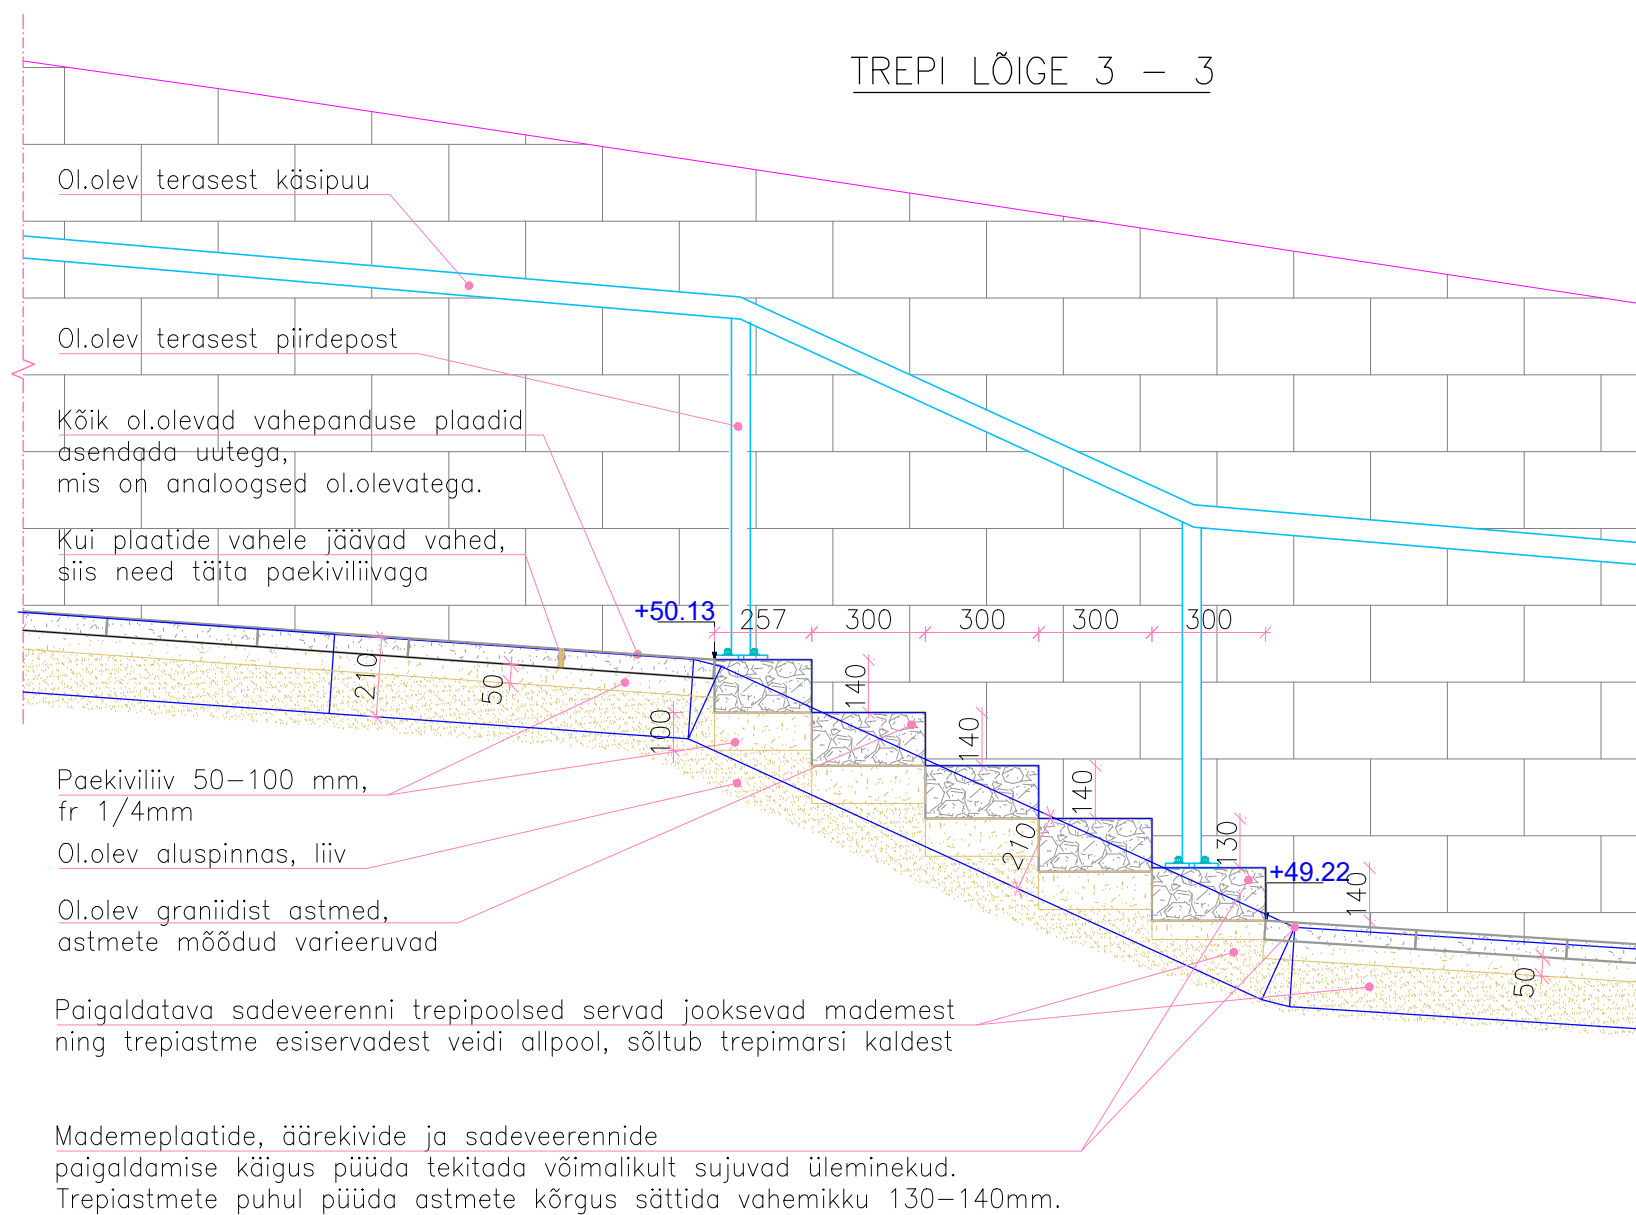 TREPI LÕIGE 3 – 3
Ol.olev terasest käsipuu
Ol.olev terasest piirdepost
Kõik ol.olevad vahepanduse plaadid
asendada uutega,
mis on analoogsed ol.olevatega.
Kui plaatide vahele jäävad vahed,
siis need täita paekiviliivaga
+50.13
257
300
300
300
300
210
50
100
140
140
140
210
130
+49.22
140
50
Paekiviliiv 50–100 mm,
fr 1/4mm
Ol.olev aluspinnas, liiv
Ol.olev graniidist astmed,
astmete mõõdud varieeruvad
Paigaldatava sadeveerenni trepipoolsed servad jooksevad mademest
ning trepiastme esiservadest veidi allpool, sõltub trepimarsi kaldest
Mademeplaatide, äärekivide ja sadeveerennide
paigaldamise käigus püüda tekitada võimalikult sujuvad üleminekud.
Trepiastmete puhul püüda astmete kõrgus sättida vahemikku 130–140mm.